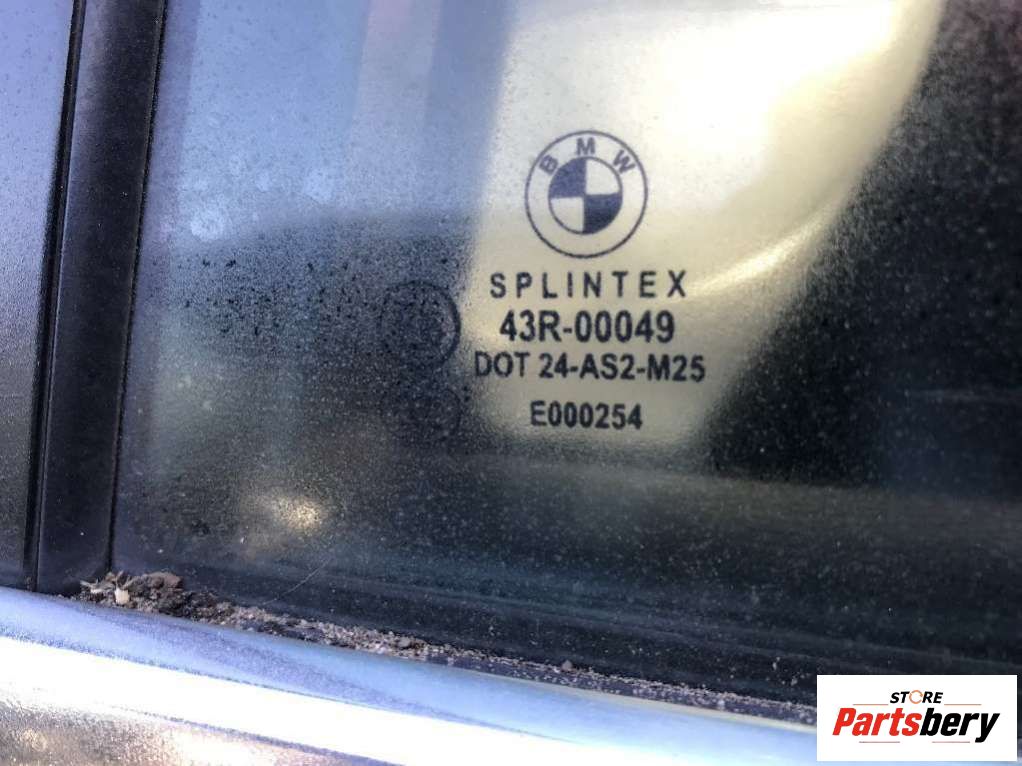 BMW
SPLINTEX
43R-00049
DOT 24-AS2-M25
E000254
STORE
Partsbery